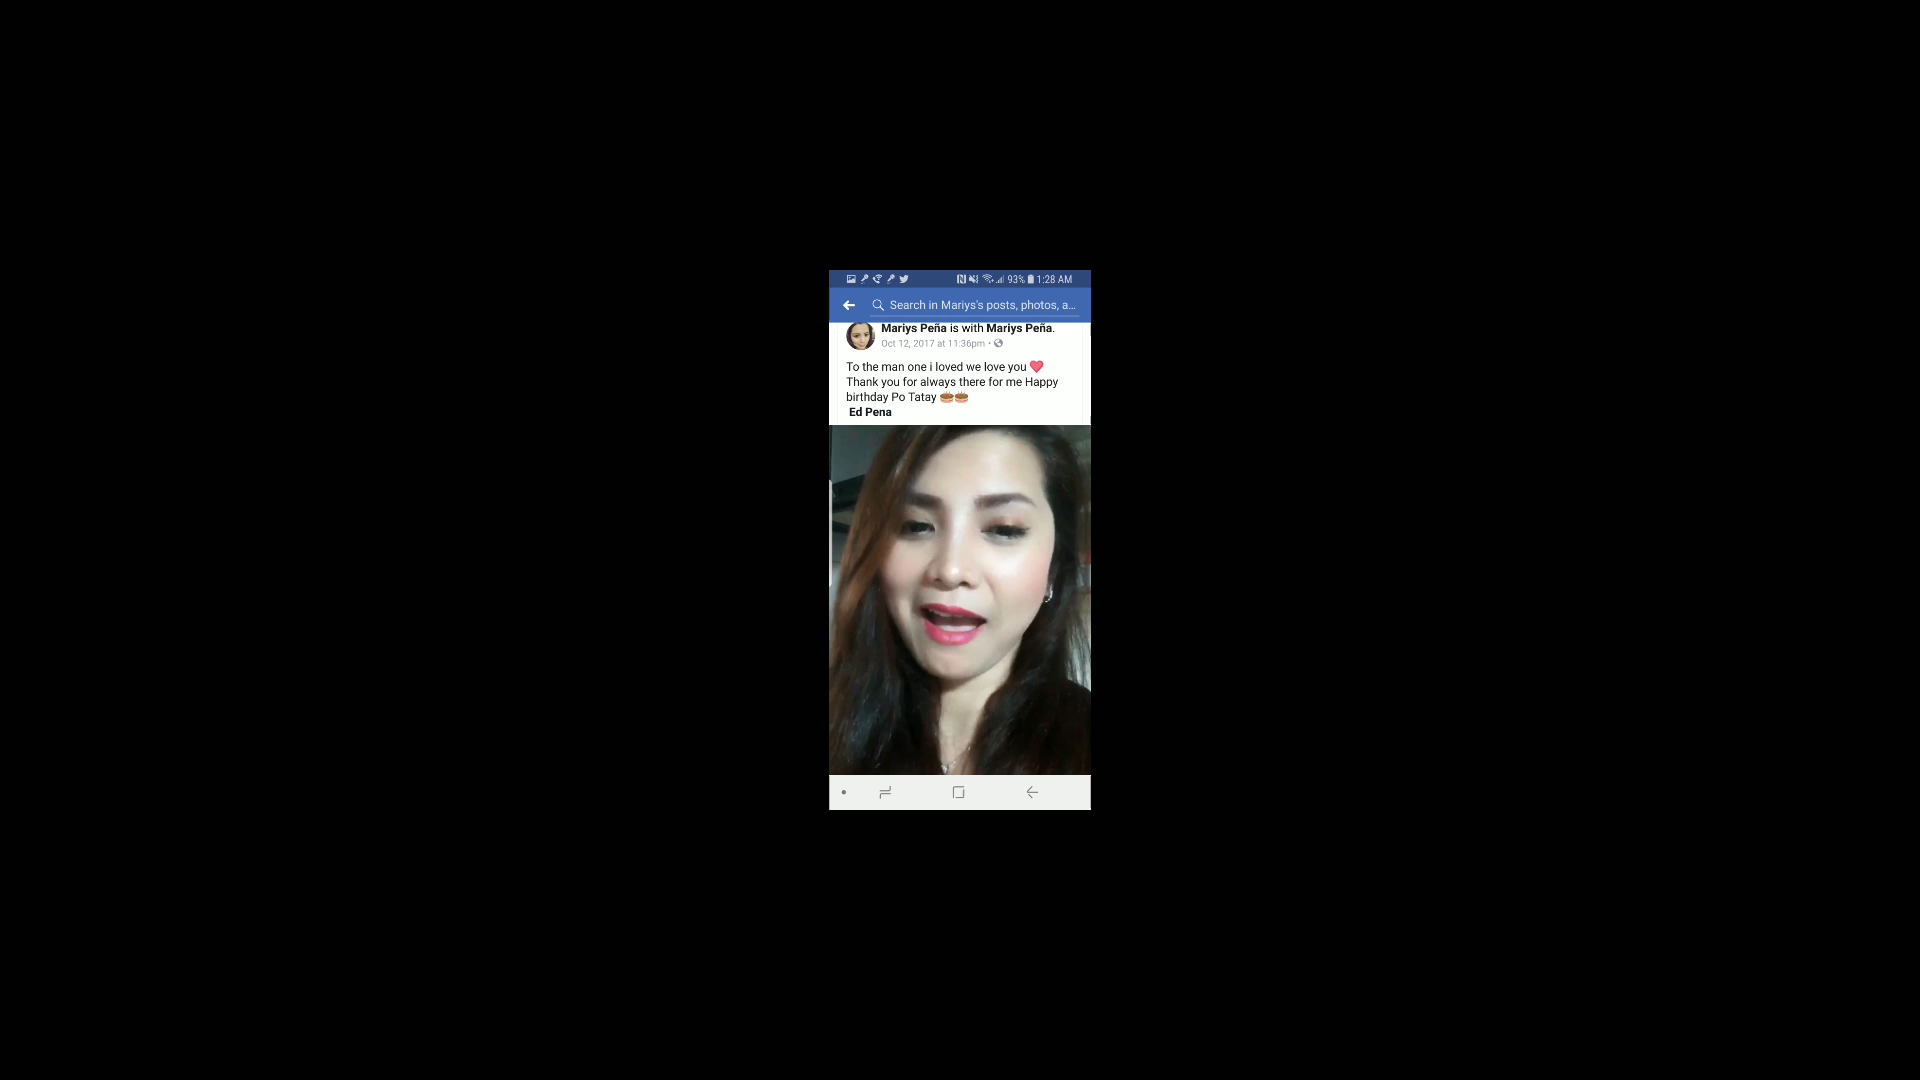 93% 1:28 AM
Search in Mariys's posts, photos, a...
Mariys Peña is with Mariys Peña.
Oct 12, 2017 at 11:36pm •
To the man one i loved we love you ❤️
Thank you for always there for me Happy
birthday Po Tatay 🎂🎂
Ed Pena